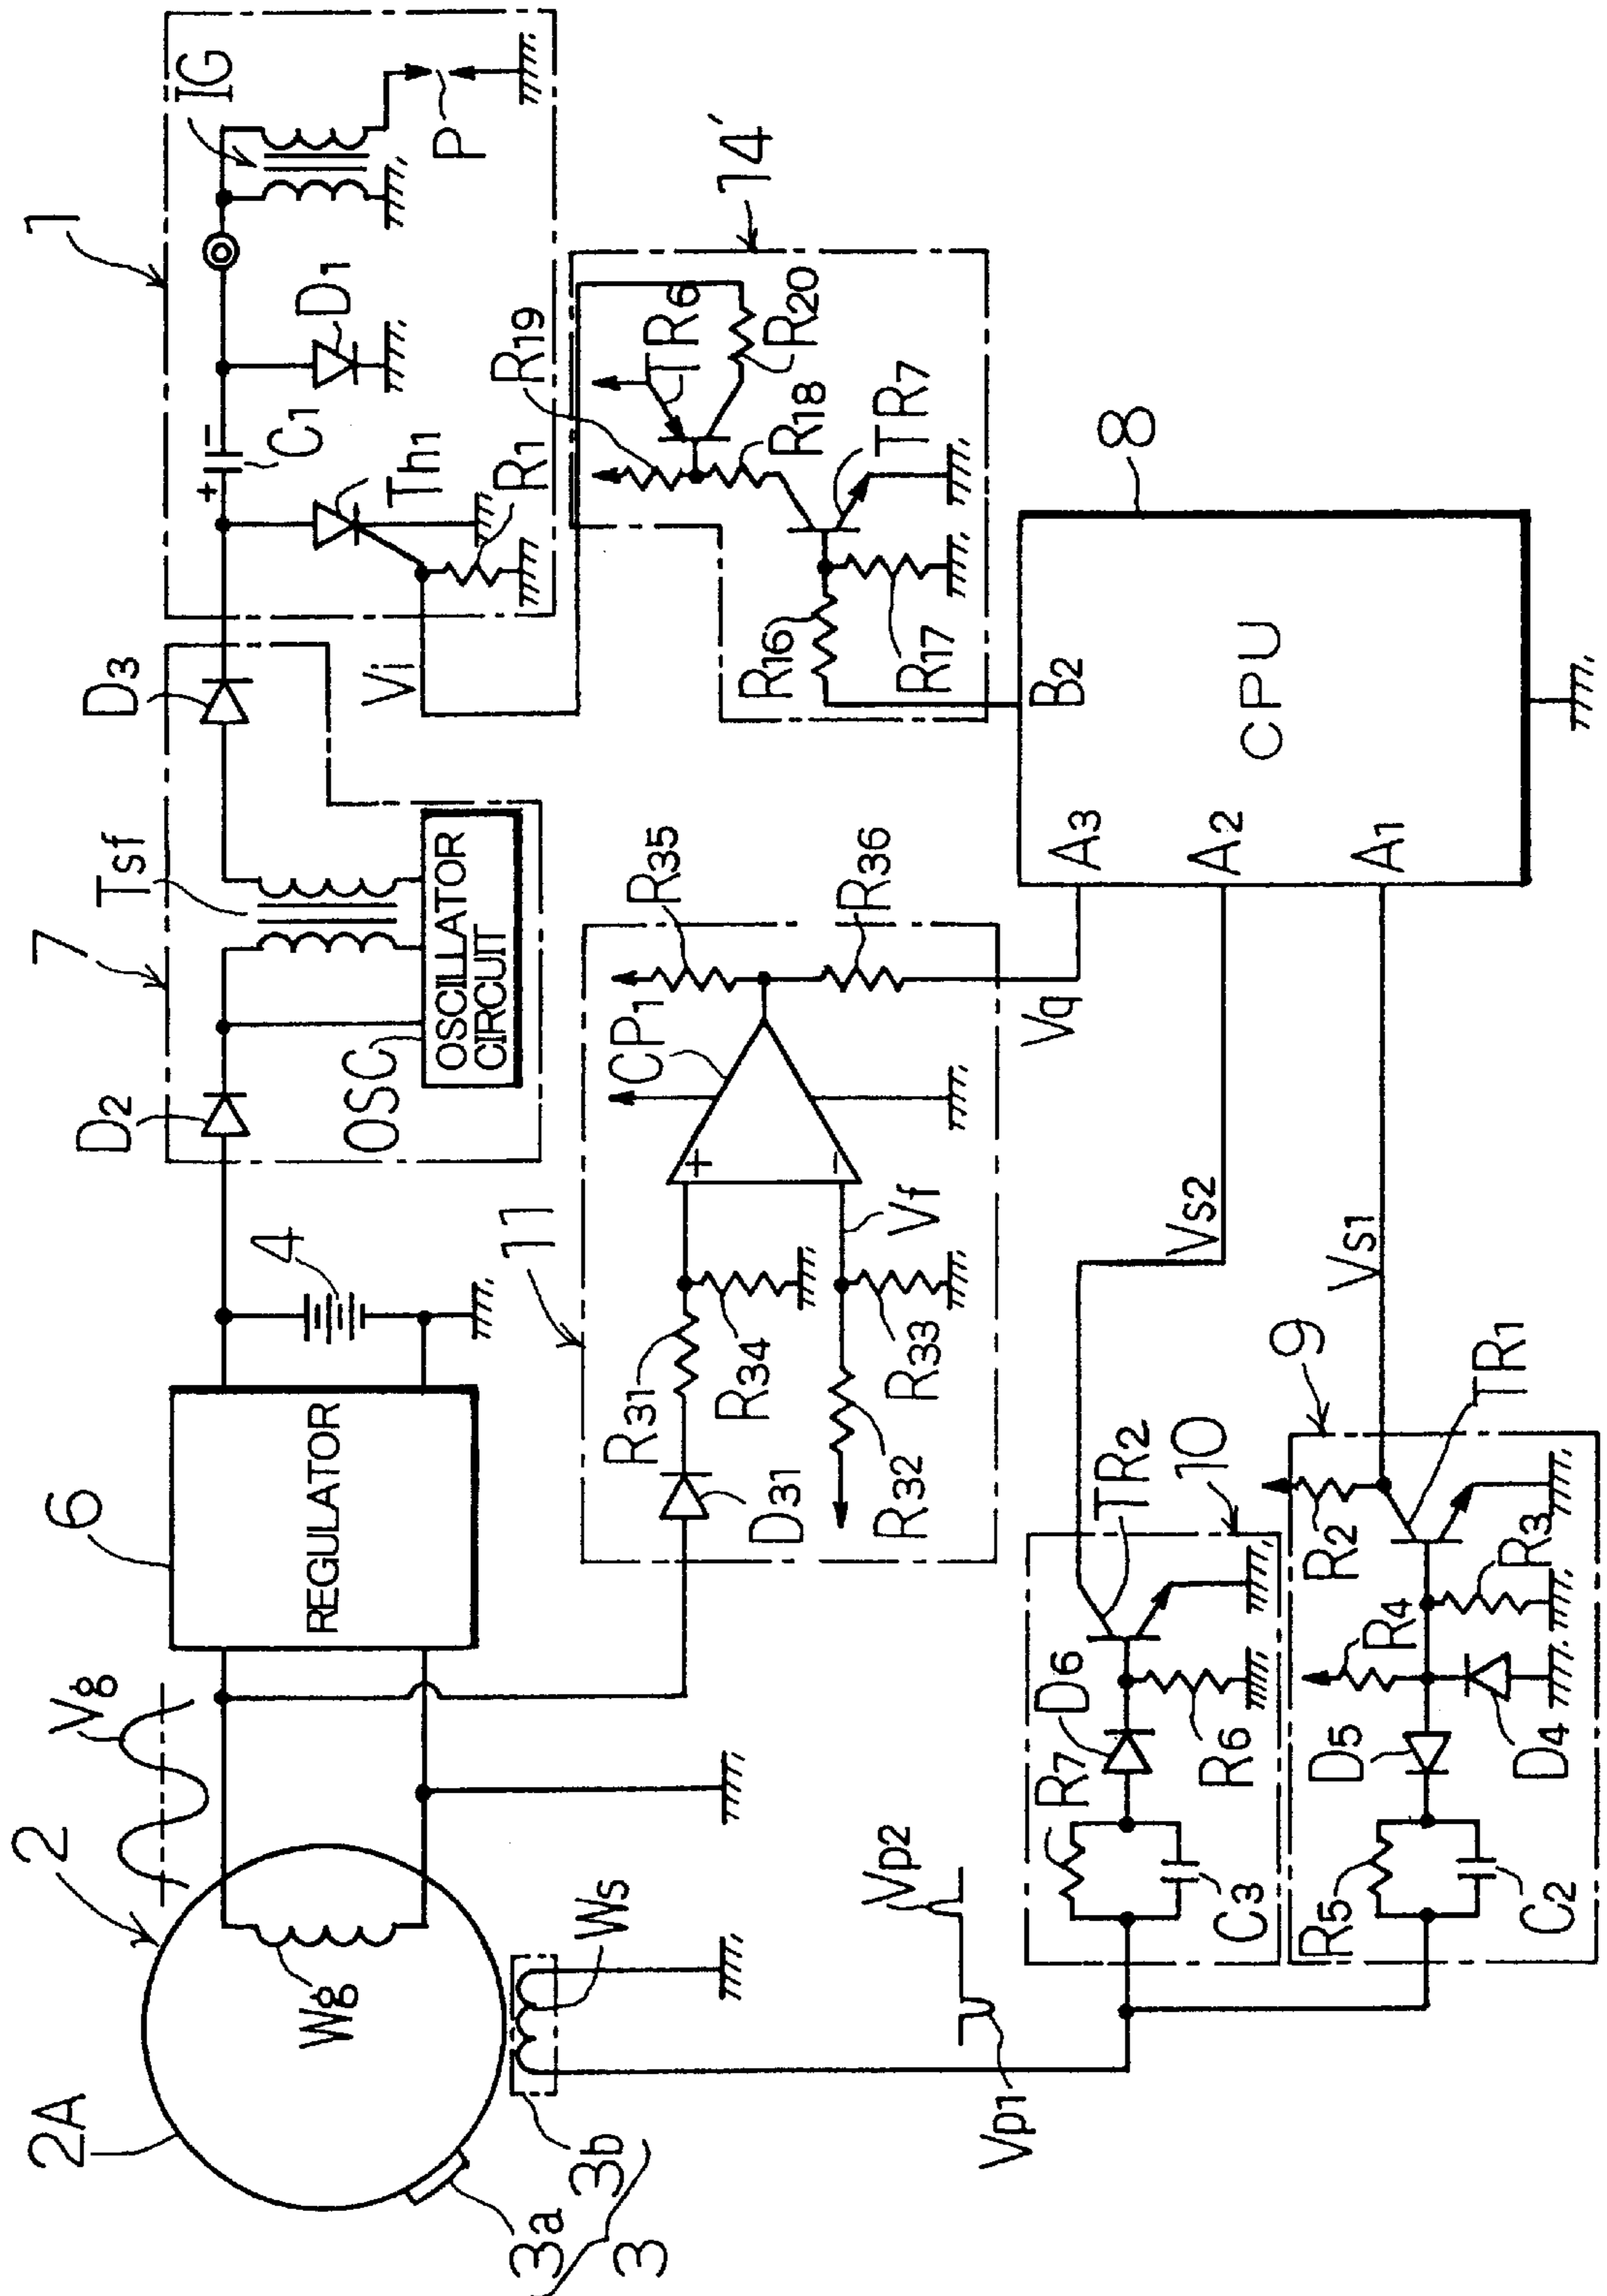 1
IG
P
D1
C1
+
−
Th1
R1
Vi
D3
Tsf
7
OSC
OSCILLATOR
CIRCUIT
D2
4
6
REGULATOR
Vg
2
2A
Wg
Ws
3a
3b
3
14'
R19
TR6
R20
R18
TR7
R16
R17
11
R35
R36
CP1
+
−
Vf
Vq
R31
R34
R33
R32
D31
8
CPU
B2
A3
A2
A1
Vs2
Vs1
10
TR2
D6
R7
R6
C3
9
TR1
R2
R3
R4
D5
D4
R5
C2
Vp2
Vp1